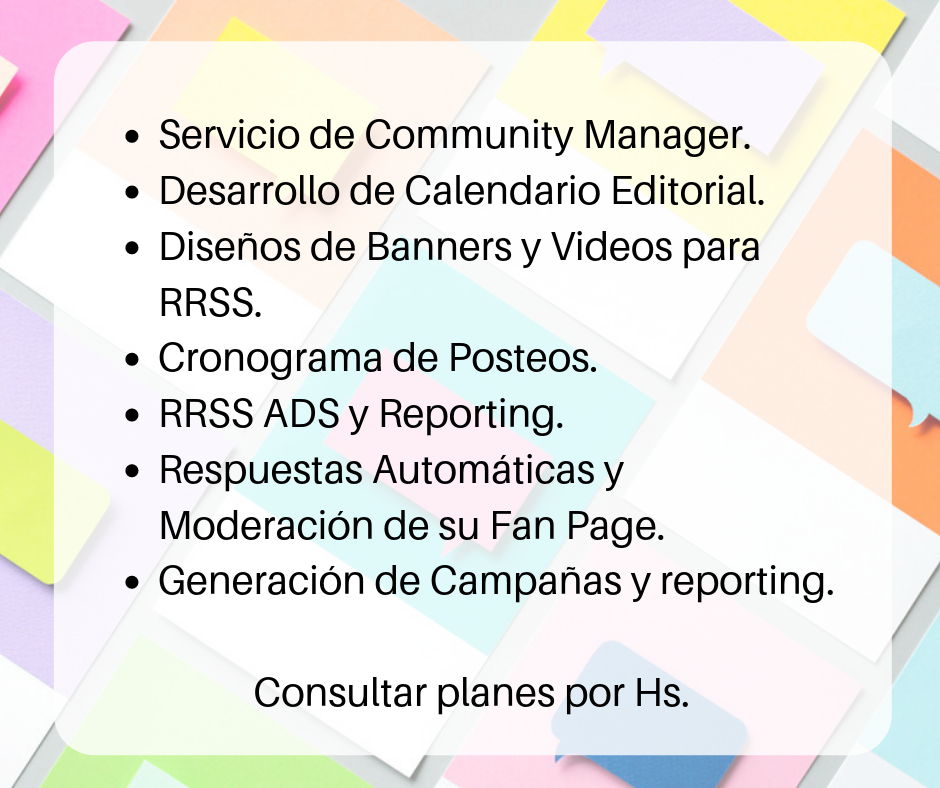 • Servicio de Community Manager.
• Desarrollo de Calendario Editorial.
• Diseños de Banners y Videos para
RRSS.
• Cronograma de Posteos.
• RRSS ADS y Reporting.
• Respuestas Automáticas y
Moderación de su Fan Page.
• Generación de Campañas y reporting.
Consultar planes por Hs.